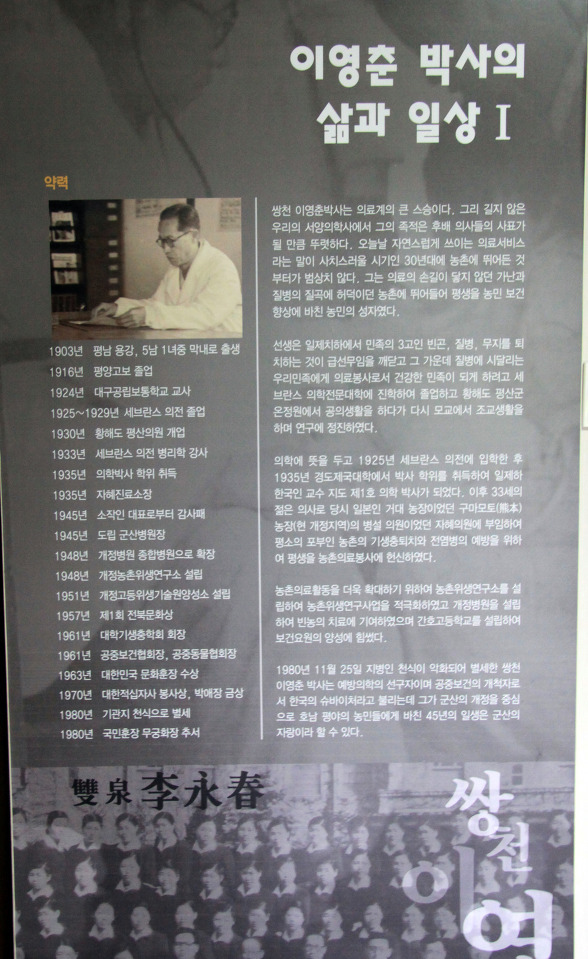 이영춘 박사의
삶과 일상 I
약력
1903년 평남 용강, 5남 1녀중 막내로 출생
1916년 평양고보 졸업
1924년 대구공립보통학교 교사
1925~1929년 세브란스 의전 졸업
1930년 황해도 평산의원 개업
1933년 세브란스 의전 병리학 강사
1935년 의학박사 학위 취득
1935년 자혜진료소장
1945년 소작인 대표로부터 감사패
1945년 도립 군산병원장
1948년 개정병원 종합병원으로 확장
1948년 개정농촌위생연구소 설립
1951년 개정고등위생기술원양성소 설립
1957년 제1회 전북문화상
1961년 대학기생충학회 회장
1961년 공중보건협회장, 공중동물협회장
1963년 대한민국 문화훈장 수상
1970년 대한적십자사 봉사상, 박애장 금상
1980년 기관지 천식으로 별세
1980년 국민훈장 무궁화장 추서
쌍천 이영춘박사는 의료계의 큰 스승이다. 그리 길지 않은
우리의 서양의학사에서 그의 족적은 후배 의사들의 사표가
될 만큼 뚜렷하다. 오늘날 자연스럽게 쓰이는 의료서비스
라는 말이 사치스러울 시기인 30년대에 농촌에 뛰어든 것
부터가 범상치 않다. 그는 의료의 손길이 닿지 않던 가난과
질병의 질곡에 허덕이던 농촌에 뛰어들어 평생을 농민 보건
향상에 바친 농민의 성자였다.
선생은 일제치하에서 민족의 3고인 빈곤, 질병, 무지를 퇴
치하는 것이 급선무임을 깨닫고 그 가운데 질병에 시달리는
우리민족에게 의료봉사로서 건강한 민족이 되게 하려고 세
브란스 의학전문대학에 진학하여 졸업하고 황해도 평산군
온정원에서 공의생활을 하다가 다시 모교에서 조교생활을
하며 연구에 정진하였다.
의학에 뜻을 두고 1925년 세브란스 의전에 입학한 후
1935년 경도제국대학에서 박사 학위를 취득하여 일제하
한국인 교수 지도 제1호 의학 박사가 되었다. 이후 33세의
젊은 의사로 당시 일본인 거대 농장이었던 구마모토(熊本)
농장(현 개정지역)의 병설 의원이었던 자혜의원에 부임하여
평소의 포부인 농촌의 기생충퇴치와 전염병의 예방을 위하
여 평생을 농촌의료봉사에 헌신하였다.
농촌의료활동을 더욱 확대하기 위하여 농촌위생연구소를 설
립하여 농촌위생연구사업을 적극화하였고 개정병원을 설립
하여 빈농의 치료에 기여하였으며 간호고등학교를 설립하여
보건요원의 양성에 힘썼다.
1980년 11월 25일 지병인 천식이 악화되어 별세한 쌍천
이영춘 박사는 예방의학의 선구자이며 공중보건의 개척자로
서 한국의 슈바이처라고 불리는데 그가 군산의 개정을 중심
으로 호남 평야의 농민들에게 바친 45년의 일생은 군산의
자랑이라 할 수 있다.
雙泉 李永春
쌍
천
이
영